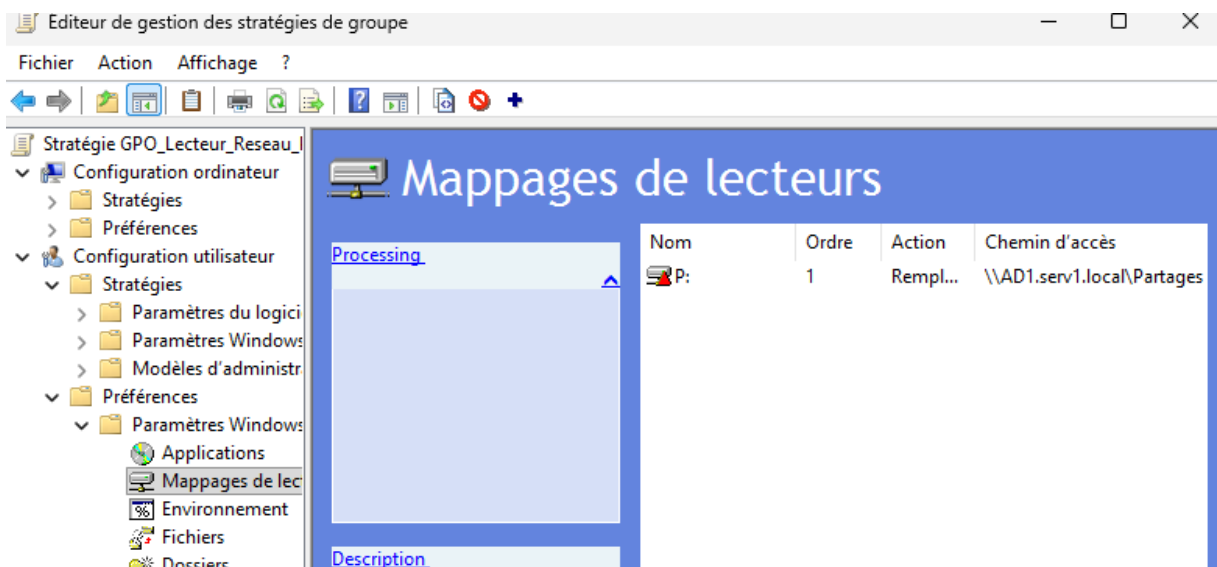 Editeur de gestion des stratégies de groupe
Fichier Action Affichage ?
Stratégie GPO_Lecteur_Reseau_
Configuration ordinateur
Stratégies
Préférences
Configuration utilisateur
Stratégies
Paramètres du logici
Paramètres Windows
Modèles d'administr
Préférences
Paramètres Windows
Applications
Mappages de lec
Environnement
Fichiers
Dossiers
Mappages de lecteurs
Processing
Description
Nom Ordre Action Chemin d'accès
P: 1 Rempl... \\AD1.serv1.local\Partages